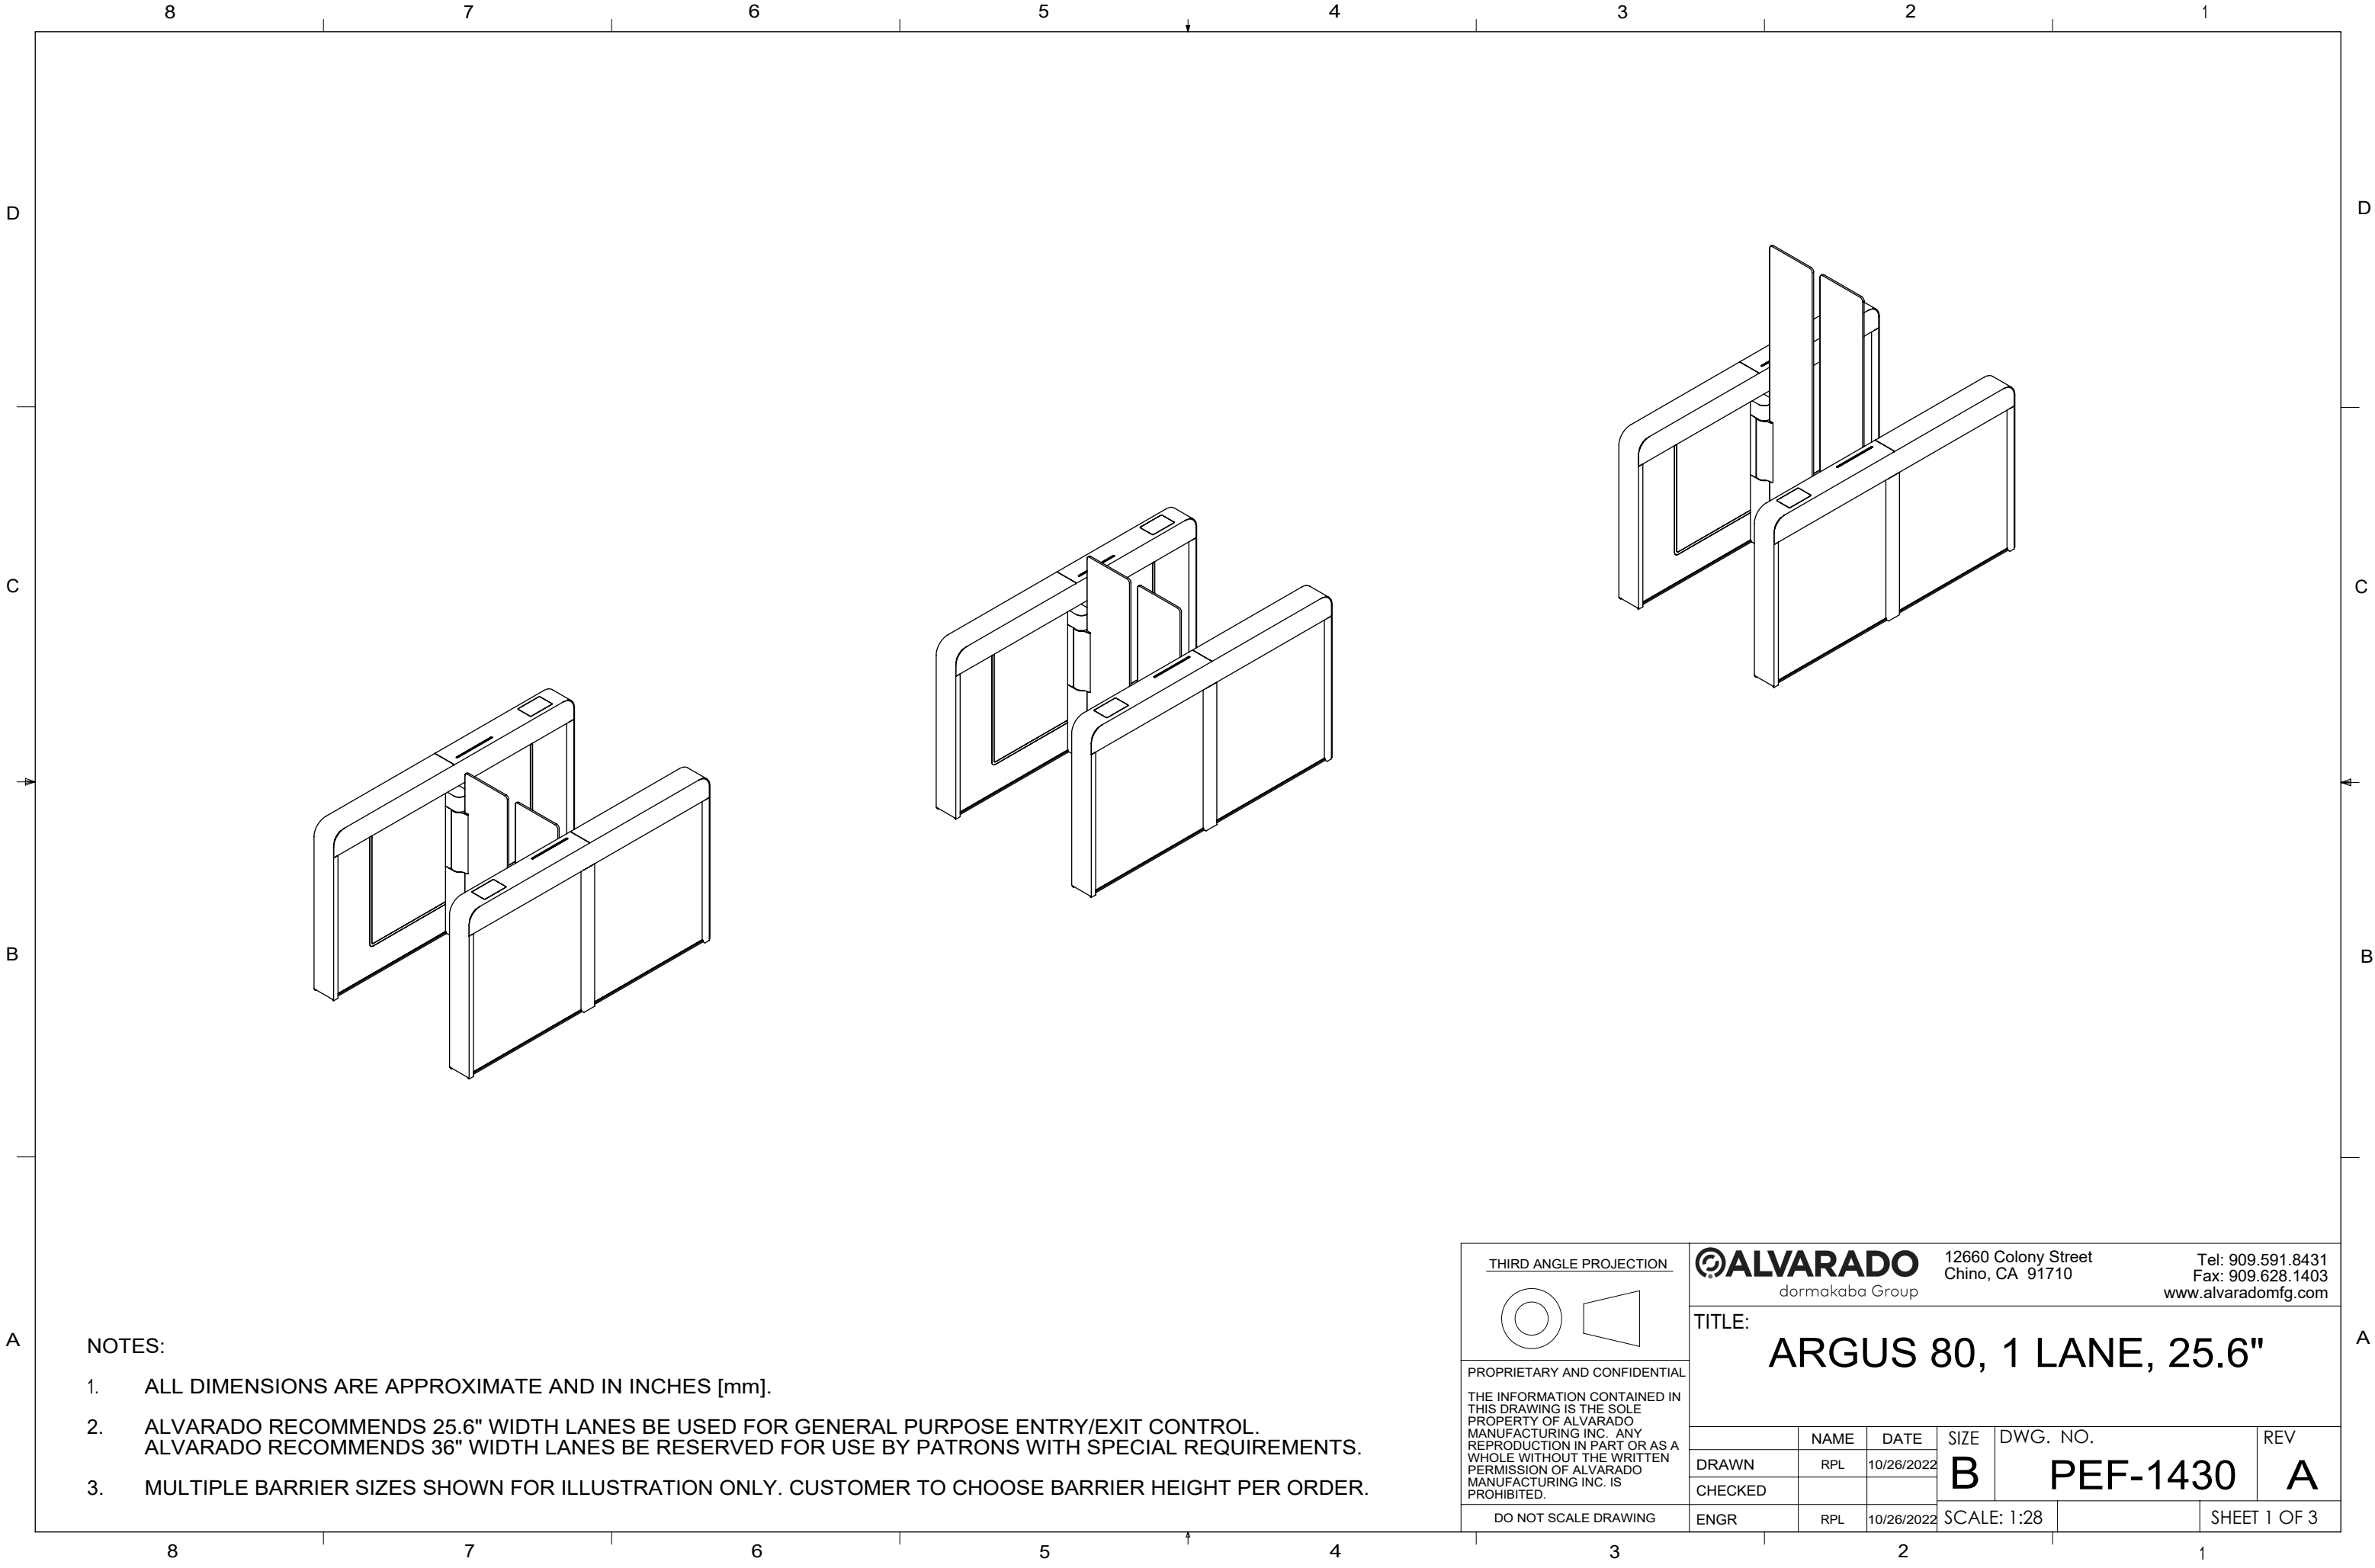 8 7 6 5 4 3 2 1
D D
C C
B B
A A
NOTES:
1. ALL DIMENSIONS ARE APPROXIMATE AND IN INCHES [mm].
2. ALVARADO RECOMMENDS 25.6" WIDTH LANES BE USED FOR GENERAL PURPOSE ENTRY/EXIT CONTROL.
ALVARADO RECOMMENDS 36" WIDTH LANES BE RESERVED FOR USE BY PATRONS WITH SPECIAL REQUIREMENTS.
3. MULTIPLE BARRIER SIZES SHOWN FOR ILLUSTRATION ONLY. CUSTOMER TO CHOOSE BARRIER HEIGHT PER ORDER.
THIRD ANGLE PROJECTION
PROPRIETARY AND CONFIDENTIAL
THE INFORMATION CONTAINED IN
THIS DRAWING IS THE SOLE
PROPERTY OF ALVARADO
MANUFACTURING INC. ANY
REPRODUCTION IN PART OR AS A
WHOLE WITHOUT THE WRITTEN
PERMISSION OF ALVARADO
MANUFACTURING INC. IS
PROHIBITED.
DO NOT SCALE DRAWING
ALVARADO
dormakaba Group
12660 Colony Street
Chino, CA 91710
Tel: 909.591.8431
Fax: 909.628.1403
www.alvaradomfg.com
TITLE:
ARGUS 80, 1 LANE, 25.6"
NAME DATE
DRAWN RPL 10/26/2022
CHECKED
ENGR RPL 10/26/2022
SIZE
B
DWG. NO.
PEF-1430
REV
A
SCALE: 1:28
SHEET 1 OF 3
8 7 6 5 4 3 2 1